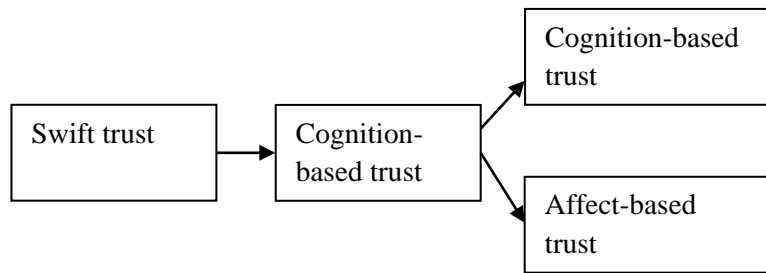 Cognition-based
trust
Swift trust
Cognition-
based trust
Affect-based
trust